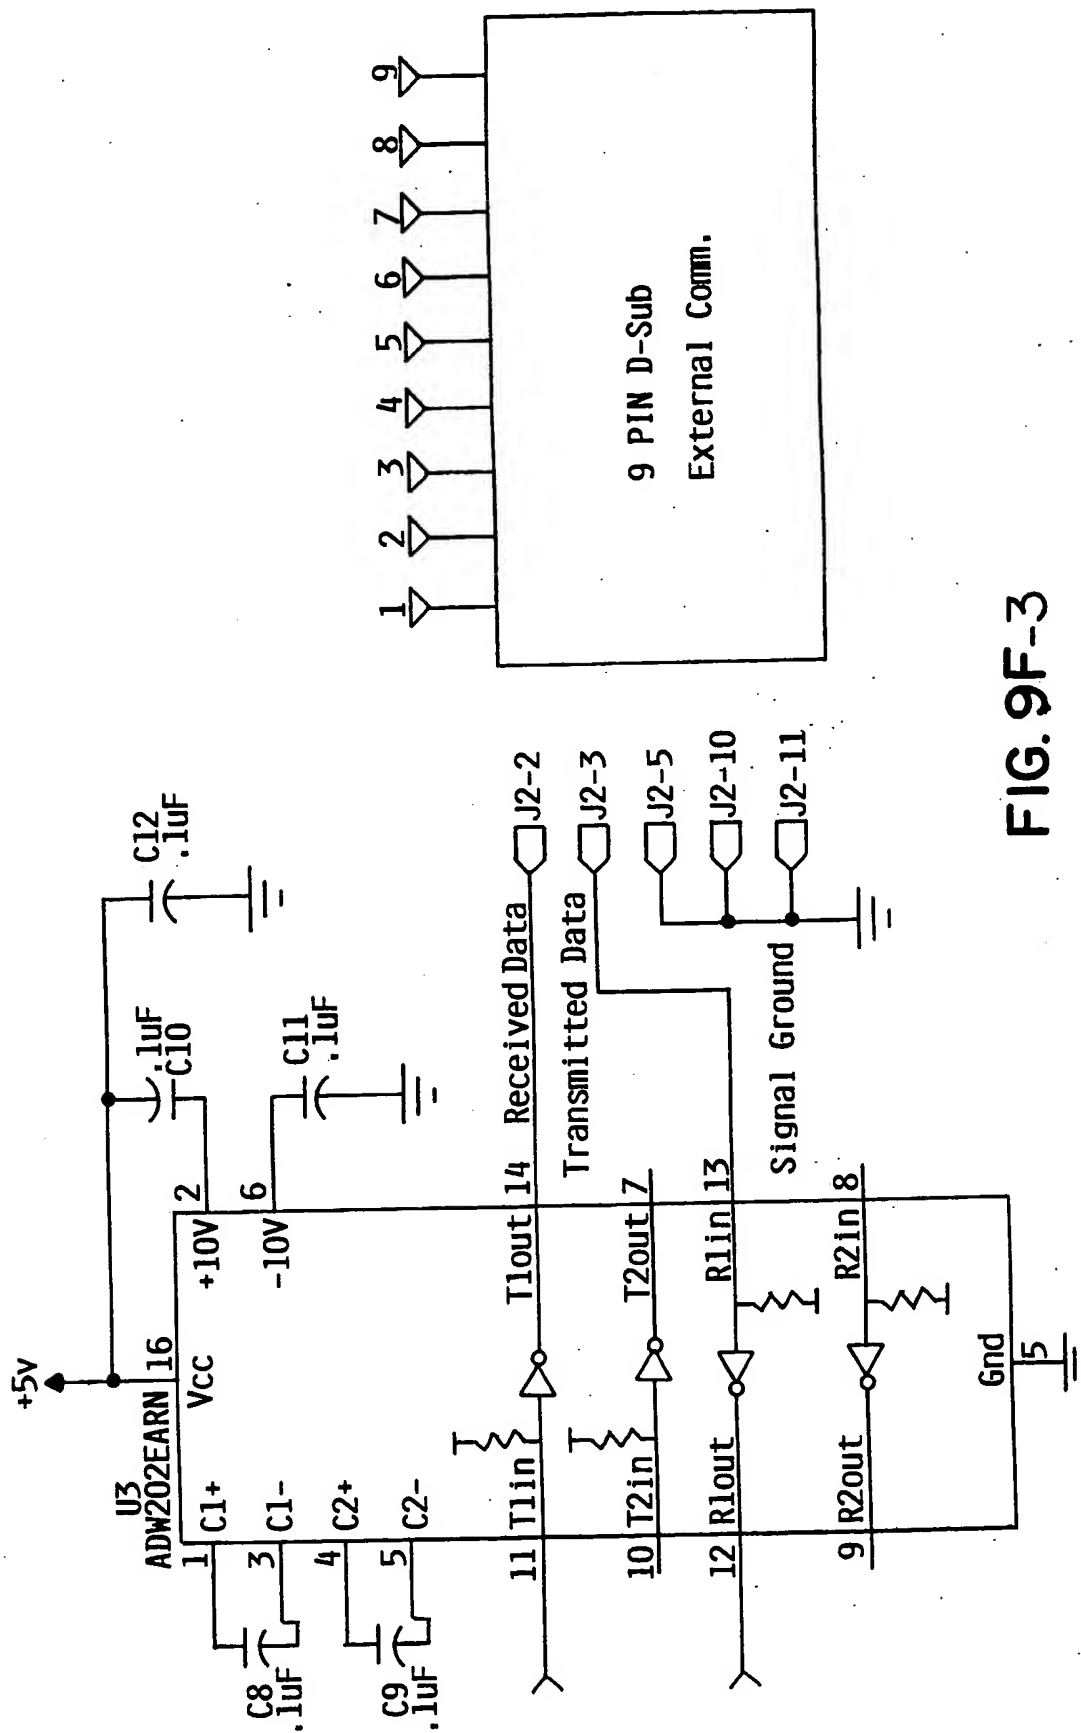 +5v
U3
ADW202EARN
16
Vcc
1
C1+
3
C1-
4
C2+
5
C2-
C8
.1uF
C9
.1uF
+10V
2
-10V
6
.1uF
C10
C11
.1uF
C12
.1uF
11
T1in
T1out
14
Received Data
J2-2
10
T2in
T2out
7
Transmitted Data
J2-3
12
R1out
R1in
13
Signal Ground
J2-5
J2-10
J2-11
9
R2out
R2in
8
Gnd
5
1
2
3
4
5
6
7
8
9
9 PIN D-Sub
External Comm.
FIG. 9F-3